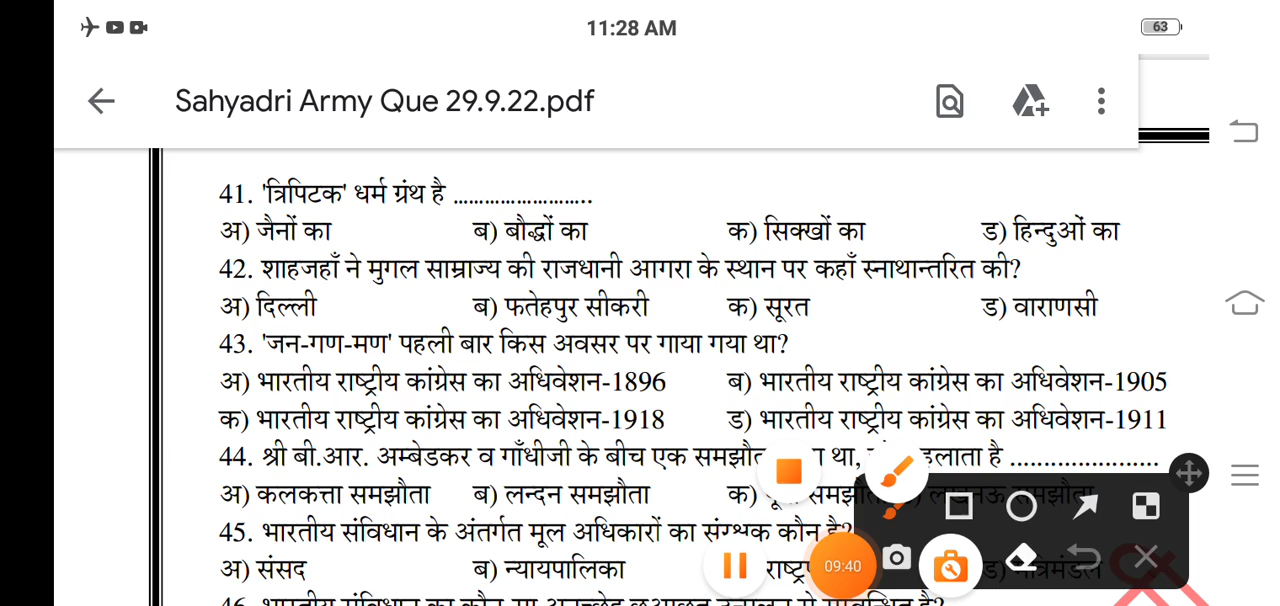 11:28 AM
63
Sahyadri Army Que 29.9.22.pdf
41. 'त्रिपिटक' धर्म ग्रंथ है ........................
अ) जैनों का ब) बौद्धों का क) सिक्खों का ड) हिन्दुओं का
42. शाहजहाँ ने मुगल साम्राज्य की राजधानी आगरा के स्थान पर कहाँ स्नाथान्तरित की?
अ) दिल्ली ब) फतेहपुर सीकरी क) सूरत ड) वाराणसी
43. 'जन-गण-मण' पहली बार किस अवसर पर गाया गया था?
अ) भारतीय राष्ट्रीय कांग्रेस का अधिवेशन-1896 ब) भारतीय राष्ट्रीय कांग्रेस का अधिवेशन-1905
क) भारतीय राष्ट्रीय कांग्रेस का अधिवेशन-1918 ड) भारतीय राष्ट्रीय कांग्रेस का अधिवेशन-1911
44. श्री बी.आर. अम्बेडकर व गाँधीजी के बीच एक था, है ......................
अ) कलकत्ता समझौता ब) लन्दन समझौता क) लखनऊ समझौता
45. भारतीय संविधान के अंतर्गत मूल अधिकारों का संरक्षक कौन है?
अ) संसद ब) न्यायपालिका 09:40 ड) मंत्रिमंडल